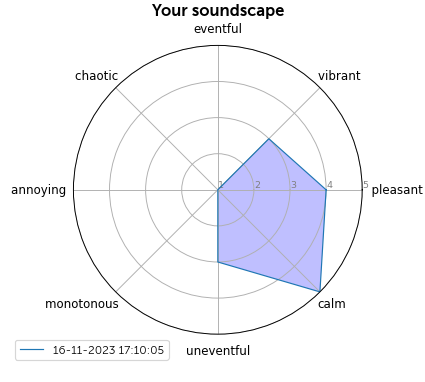 Your soundscape
eventful
chaotic
vibrant
annoying
1
2
3
4
5
pleasant
monotonous
calm
uneventful
16-11-2023 17:10:05